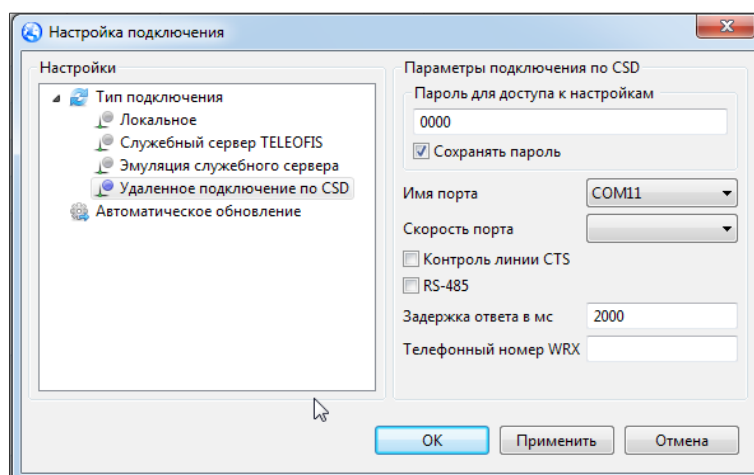 Настройка подключения
Настройки
Тип подключения
Локальное
Служебный сервер TELEOFIS
Эмуляция служебного сервера
Удаленное подключение по CSD
Автоматическое обновление
Параметры подключения по CSD
Пароль для доступа к настройкам
0000
Сохранять пароль
Имя порта COM11
Скорость порта
Контроль линии CTS
RS-485
Задержка ответа в мс 2000
Телефонный номер WRX
OK Применить Отмена